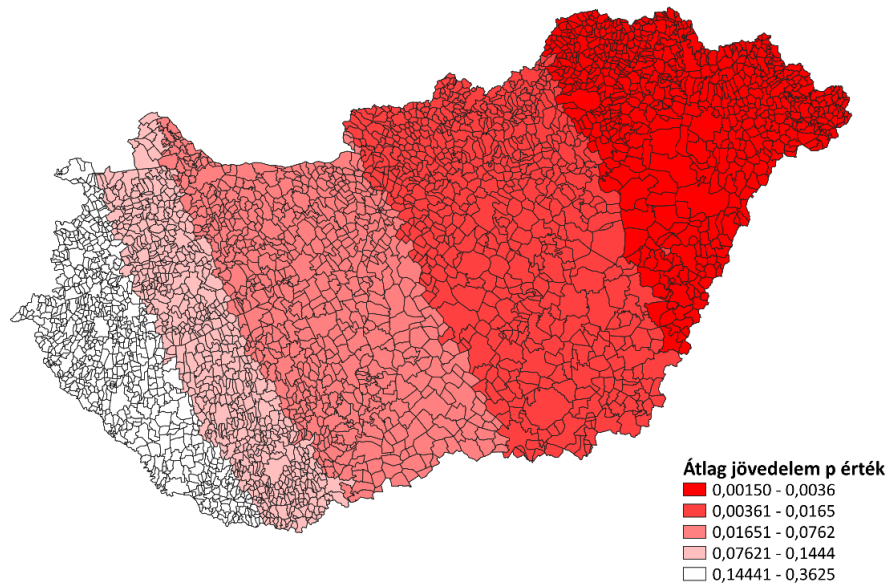 Átlag jövedelem p érték
0,00150 - 0,0036
0,00361 - 0,0165
0,01651 - 0,0762
0,07621 - 0,1444
0,14441 - 0,3625